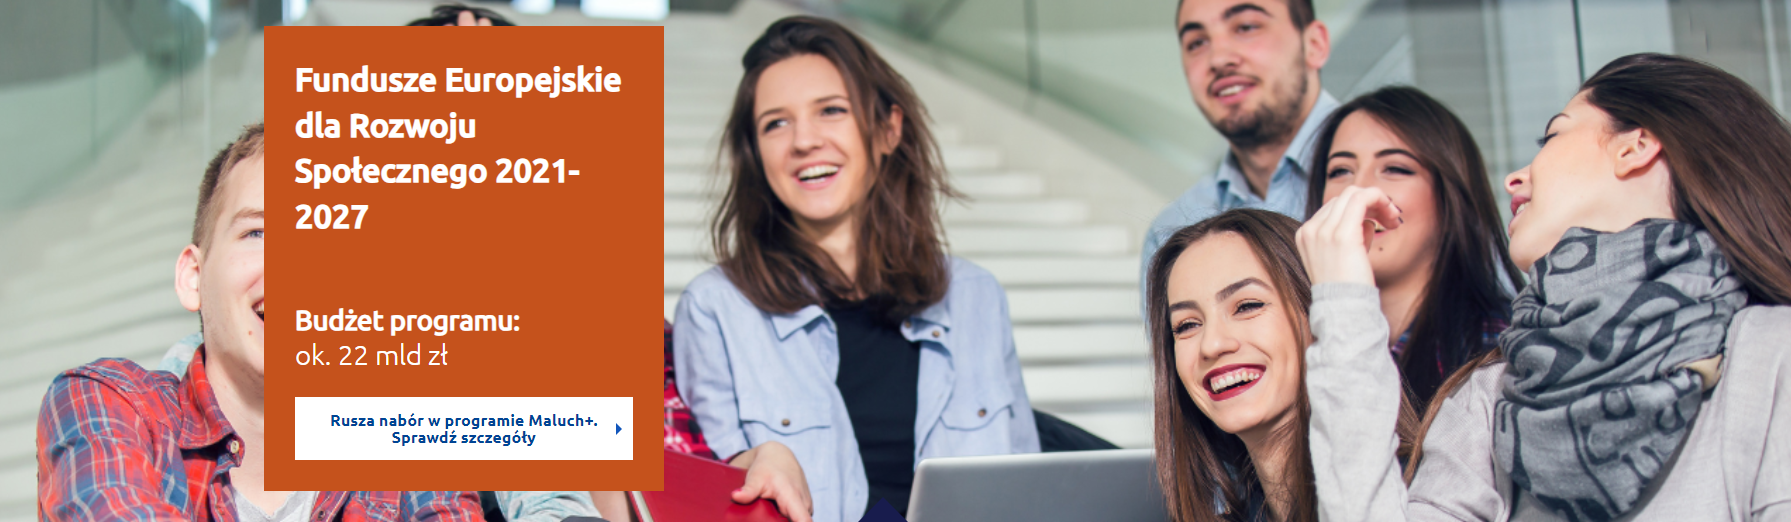 Fundusze Europejskie
dla Rozwoju
Społecznego 2021-
2027
Budżet programu:
ok. 22 mld zł
Rusza nabór w programie Maluch+.
Sprawdź szczegóły